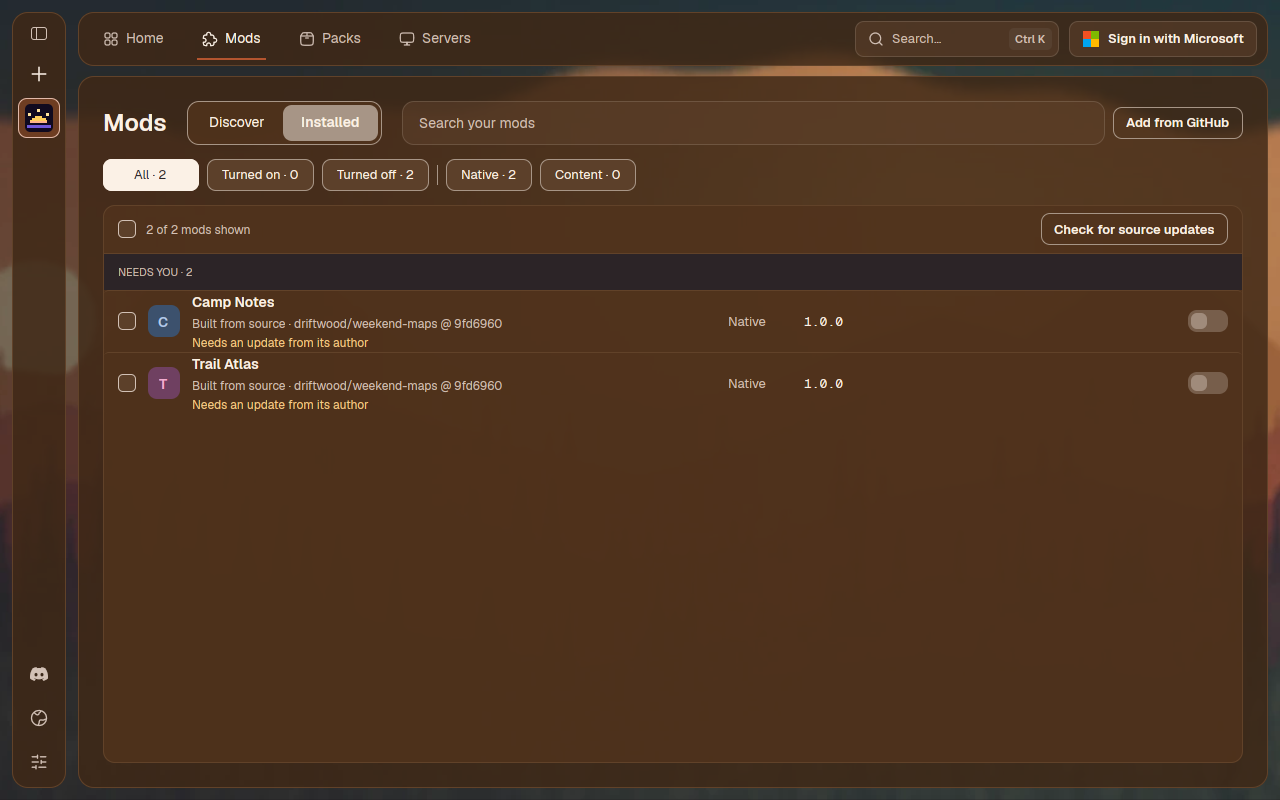 Home
Mods
Packs
Servers
Search...
Ctrl K
Sign in with Microsoft
Mods
Discover
Installed
Search your mods
Add from GitHub
All · 2
Turned on · 0
Turned off · 2
Native · 2
Content · 0
2 of 2 mods shown
Check for source updates
NEEDS YOU · 2
C
Camp Notes
Built from source · driftwood/weekend-maps @ 9fd6960
Needs an update from its author
Native
1.0.0
T
Trail Atlas
Built from source · driftwood/weekend-maps @ 9fd6960
Needs an update from its author
Native
1.0.0